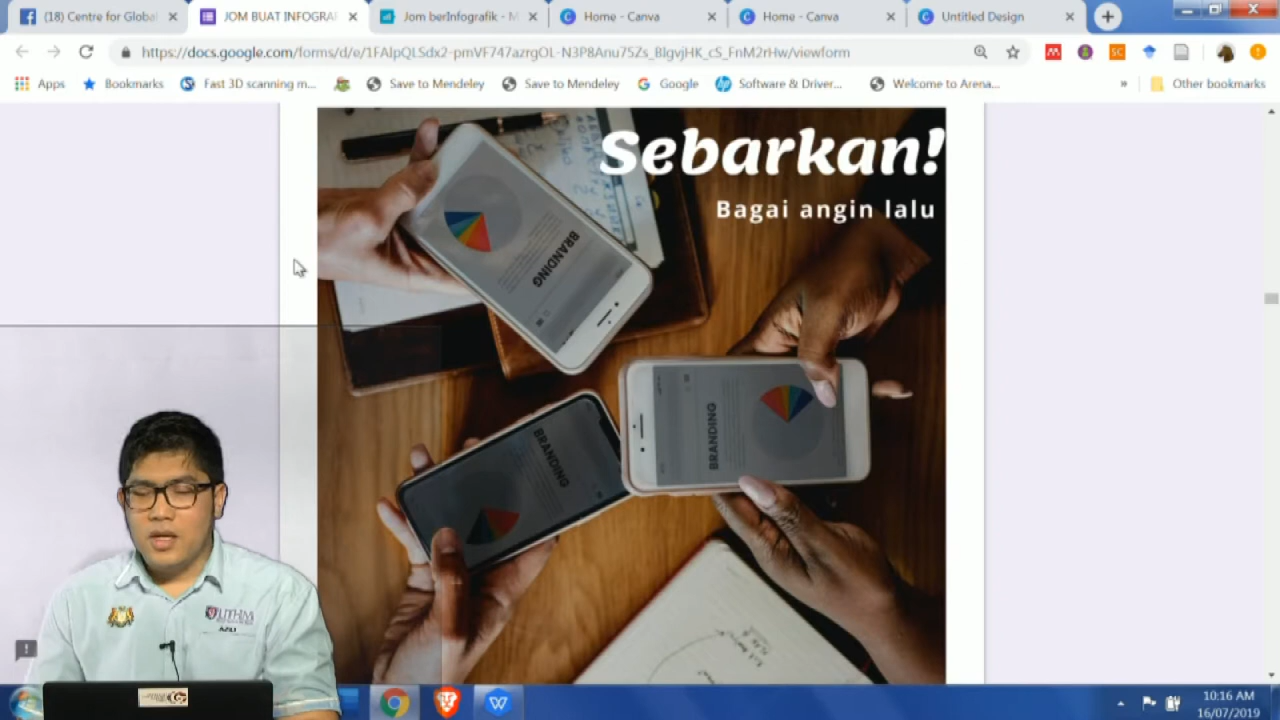 (18) Centre for Global
JOM BUAT INFOGRA
Jom berInfografik - M
Home - Canva
Home - Canva
Untitled Design
https://docs.google.com/forms/d/e/1FAIpQLSdx2-pmVF747azrgOL-N3P8Anu75Zs_BlgvjHK_cS_FnM2rHw/viewform
Apps
Bookmarks
Fast 3D scanning m...
Save to Mendeley
Save to Mendeley
Google
Software & Driver...
Welcome to Arena...
»
Other bookmarks
Sebarkan!
Bagai angin lalu
BRANDING
BRANDING
BRANDING
UTHM
10:16 AM
16/07/2019